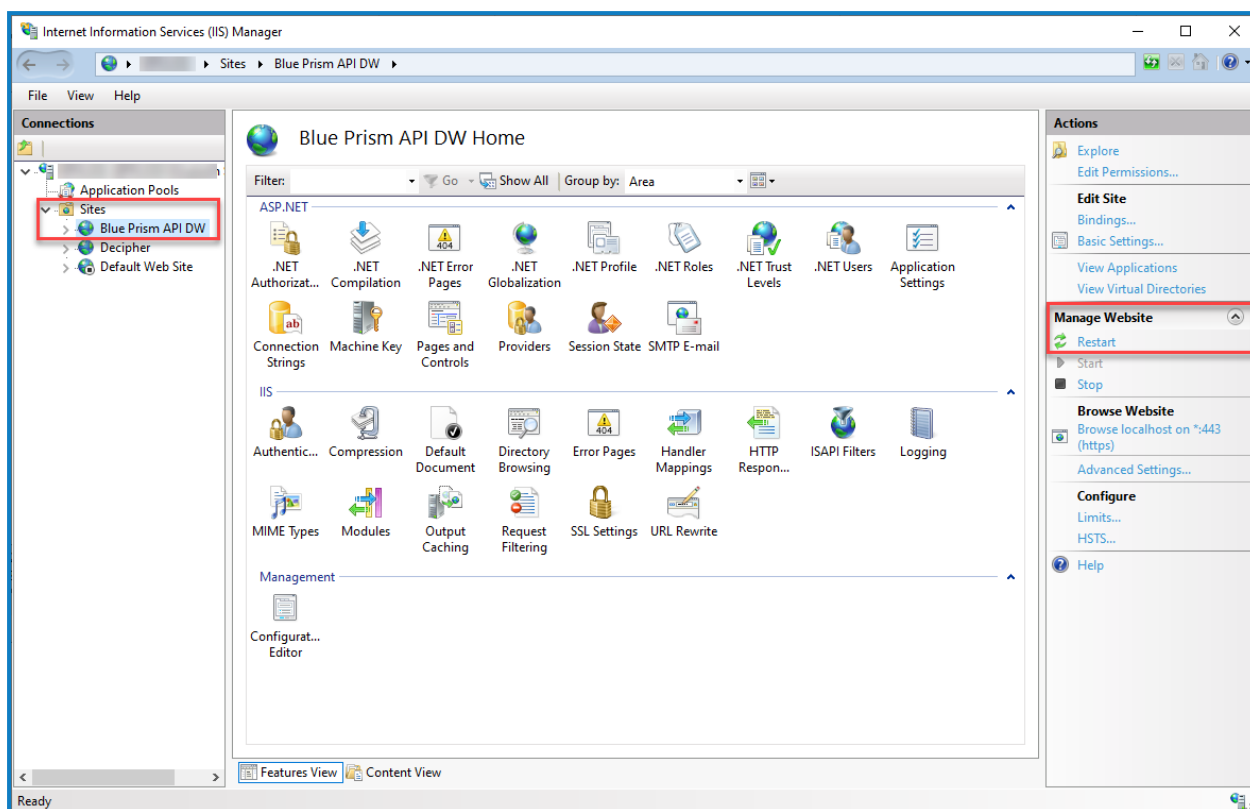 Internet Information Services (IIS) Manager
Sites
Blue Prism API DW
File View Help
Connections
Application Pools
Sites
Blue Prism API DW
Decipher
Default Web Site
Blue Prism API DW Home
Filter: Go Show All Group by: Area
ASP.NET
.NET Authorizat...
.NET Compilation
.NET Error Pages
.NET Globalization
.NET Profile
.NET Roles
.NET Trust Levels
.NET Users
Application Settings
ab
404
Connection Strings
Machine Key
Pages and Controls
Providers
Session State
SMTP E-mail
IIS
Authentic...
Compression
Default Document
Directory Browsing
404
Error Pages
Handler Mappings
HTTP Respon...
ISAPI Filters
Logging
MIME Types
Modules
Output Caching
Request Filtering
SSL Settings
URL Rewrite
Management
Configurat... Editor
Features View
Content View
Actions
Explore
Edit Permissions...
Edit Site
Bindings...
Basic Settings...
View Applications
View Virtual Directories
Manage Website
Restart
Start
Stop
Browse Website
Browse localhost on *:443
(https)
Advanced Settings...
Configure
Limits...
HSTS...
Help
Ready